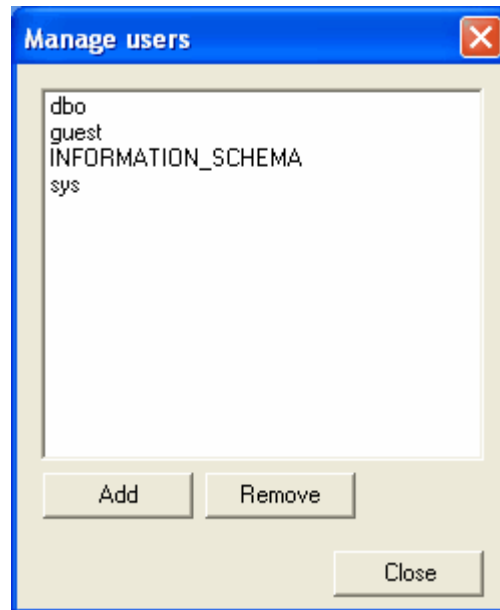 Manage users
dbo
guest
INFORMATION_SCHEMA
sys
Add Remove
Close